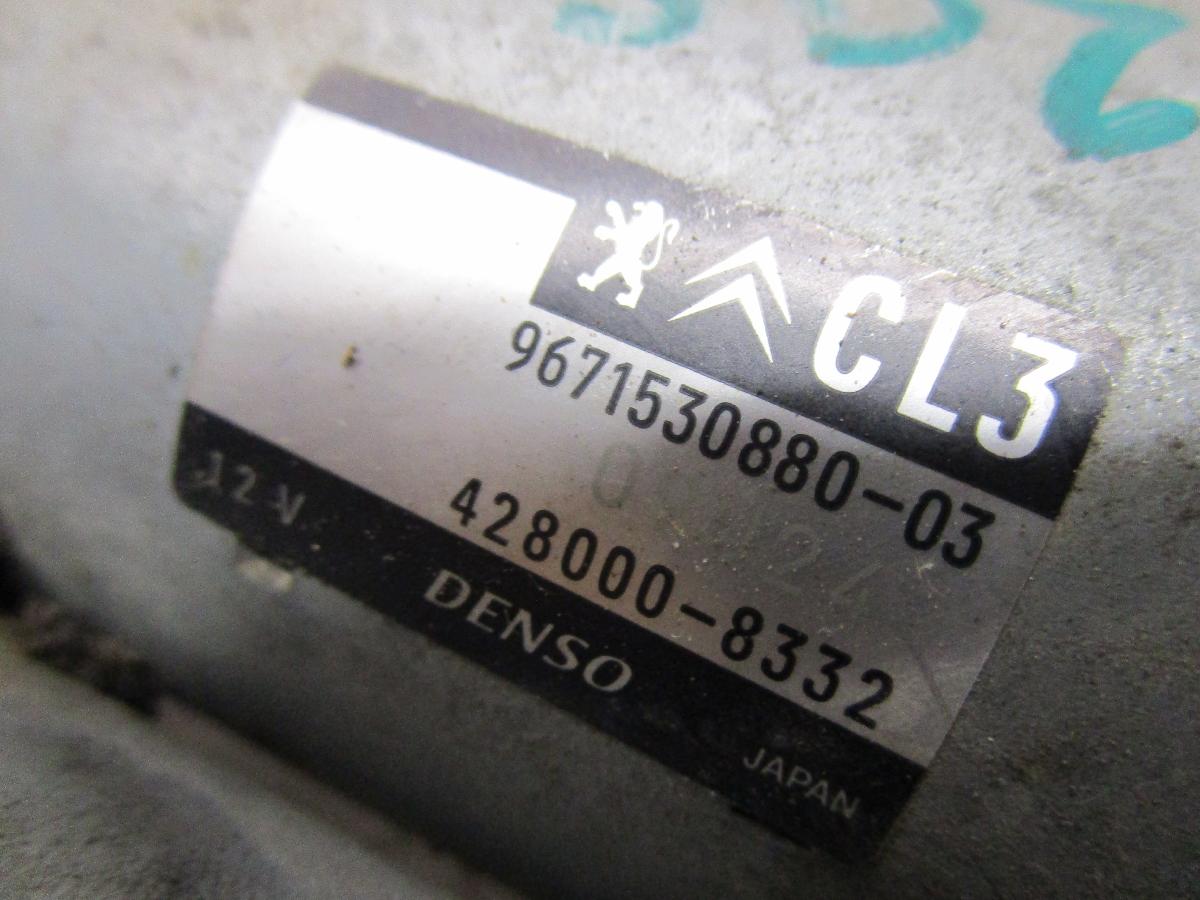 CL3
9671530880-03
428000-8332
12V
DENSO
JAPAN